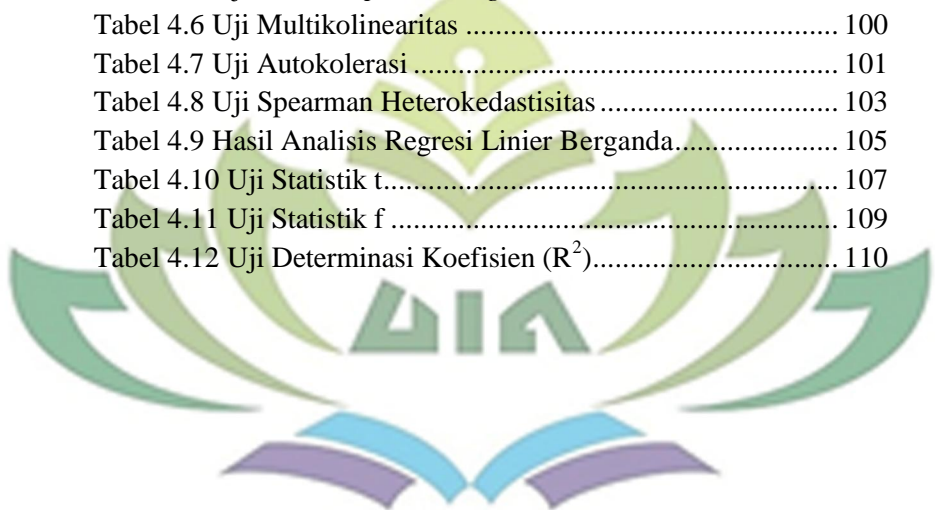 Tabel 4.6 Uji Multikolinearitas ................................................ 100
Tabel 4.7 Uji Autokolerasi ....................................................... 101
Tabel 4.8 Uji Spearman Heterokedastisitas ............................... 103
Tabel 4.9 Hasil Analisis Regresi Linier Berganda..................... 105
Tabel 4.10 Uji Statistik t........................................................... 107
Tabel 4.11 Uji Statistik f .......................................................... 109
Tabel 4.12 Uji Determinasi Koefisien (R²)................................ 110
UIN